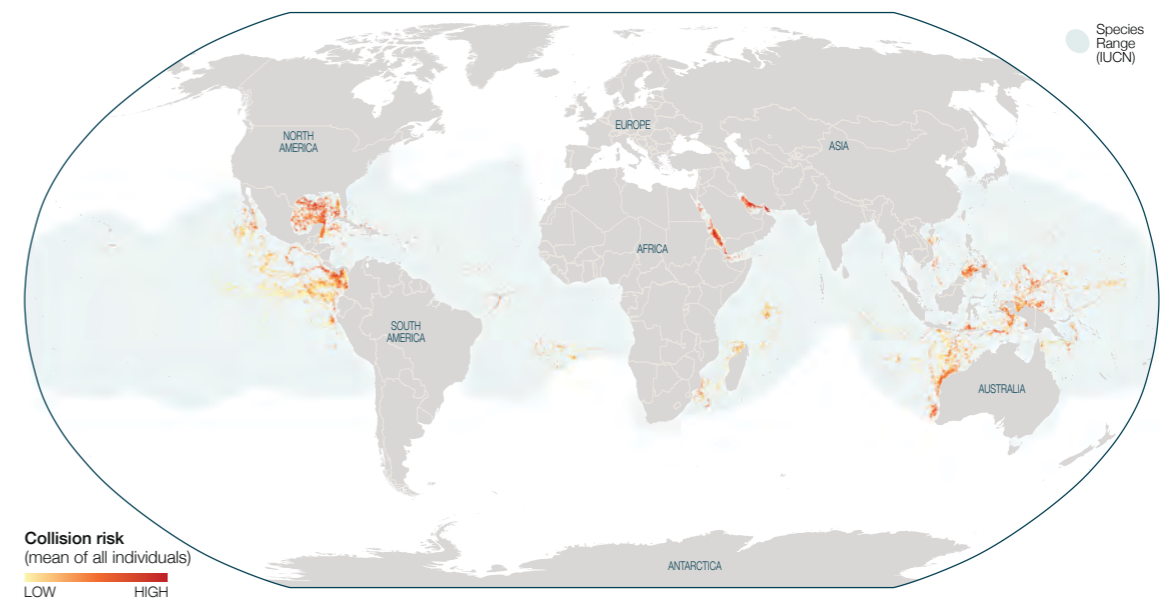 Species
Range
(IUCN)
NORTH
AMERICA
EUROPE
ASIA
AFRICA
SOUTH
AMERICA
AUSTRALIA
Collision risk
(mean of all individuals)
LOW HIGH
ANTARCTICA